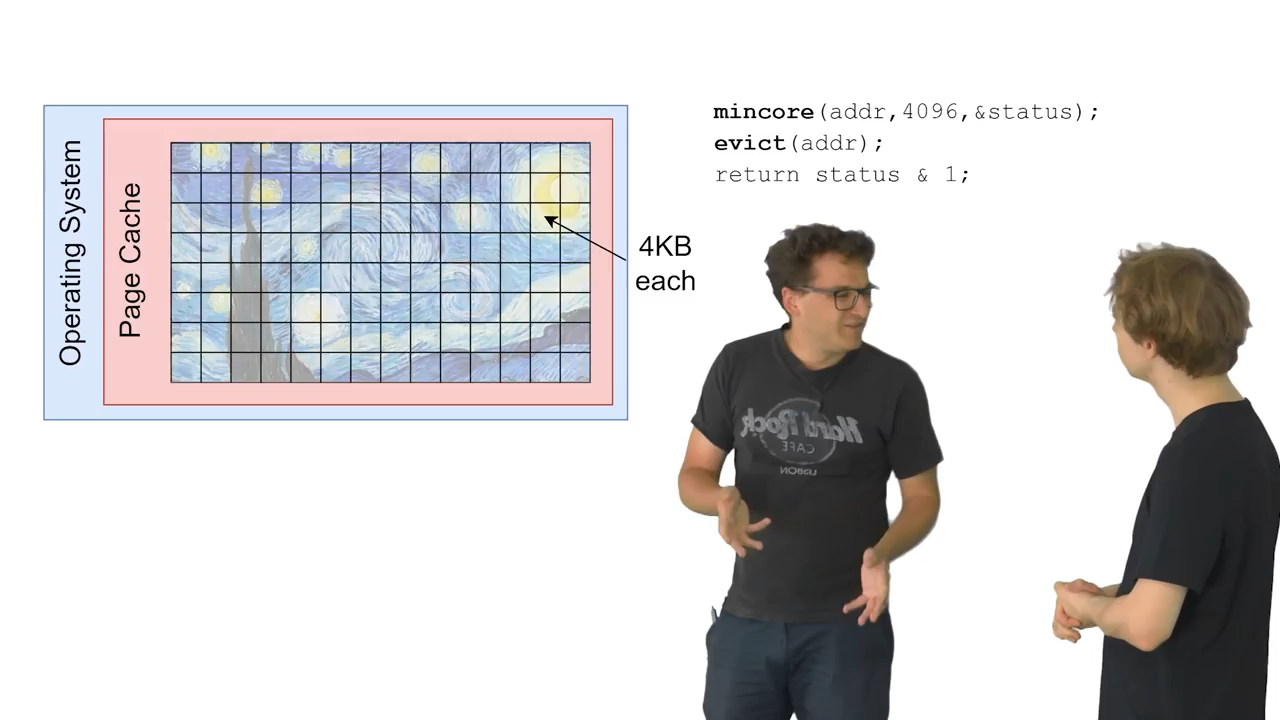 Operating System
Page Cache
4KB
each
mincore(addr,4096,&status);
evict(addr);
return status & 1;
Hard Rock
CAFE
LISBON